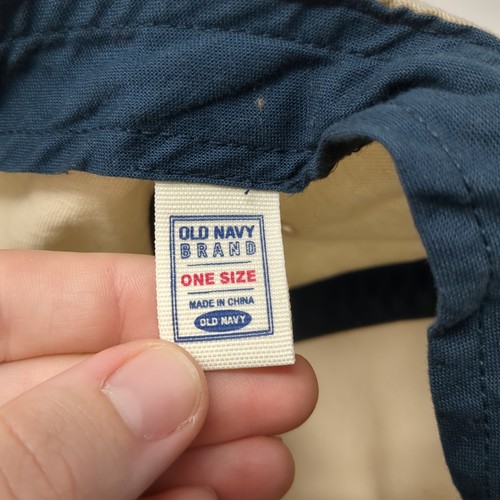 OLD NAVY
BRAND
ONE SIZE
MADE IN CHINA
OLD NAVY